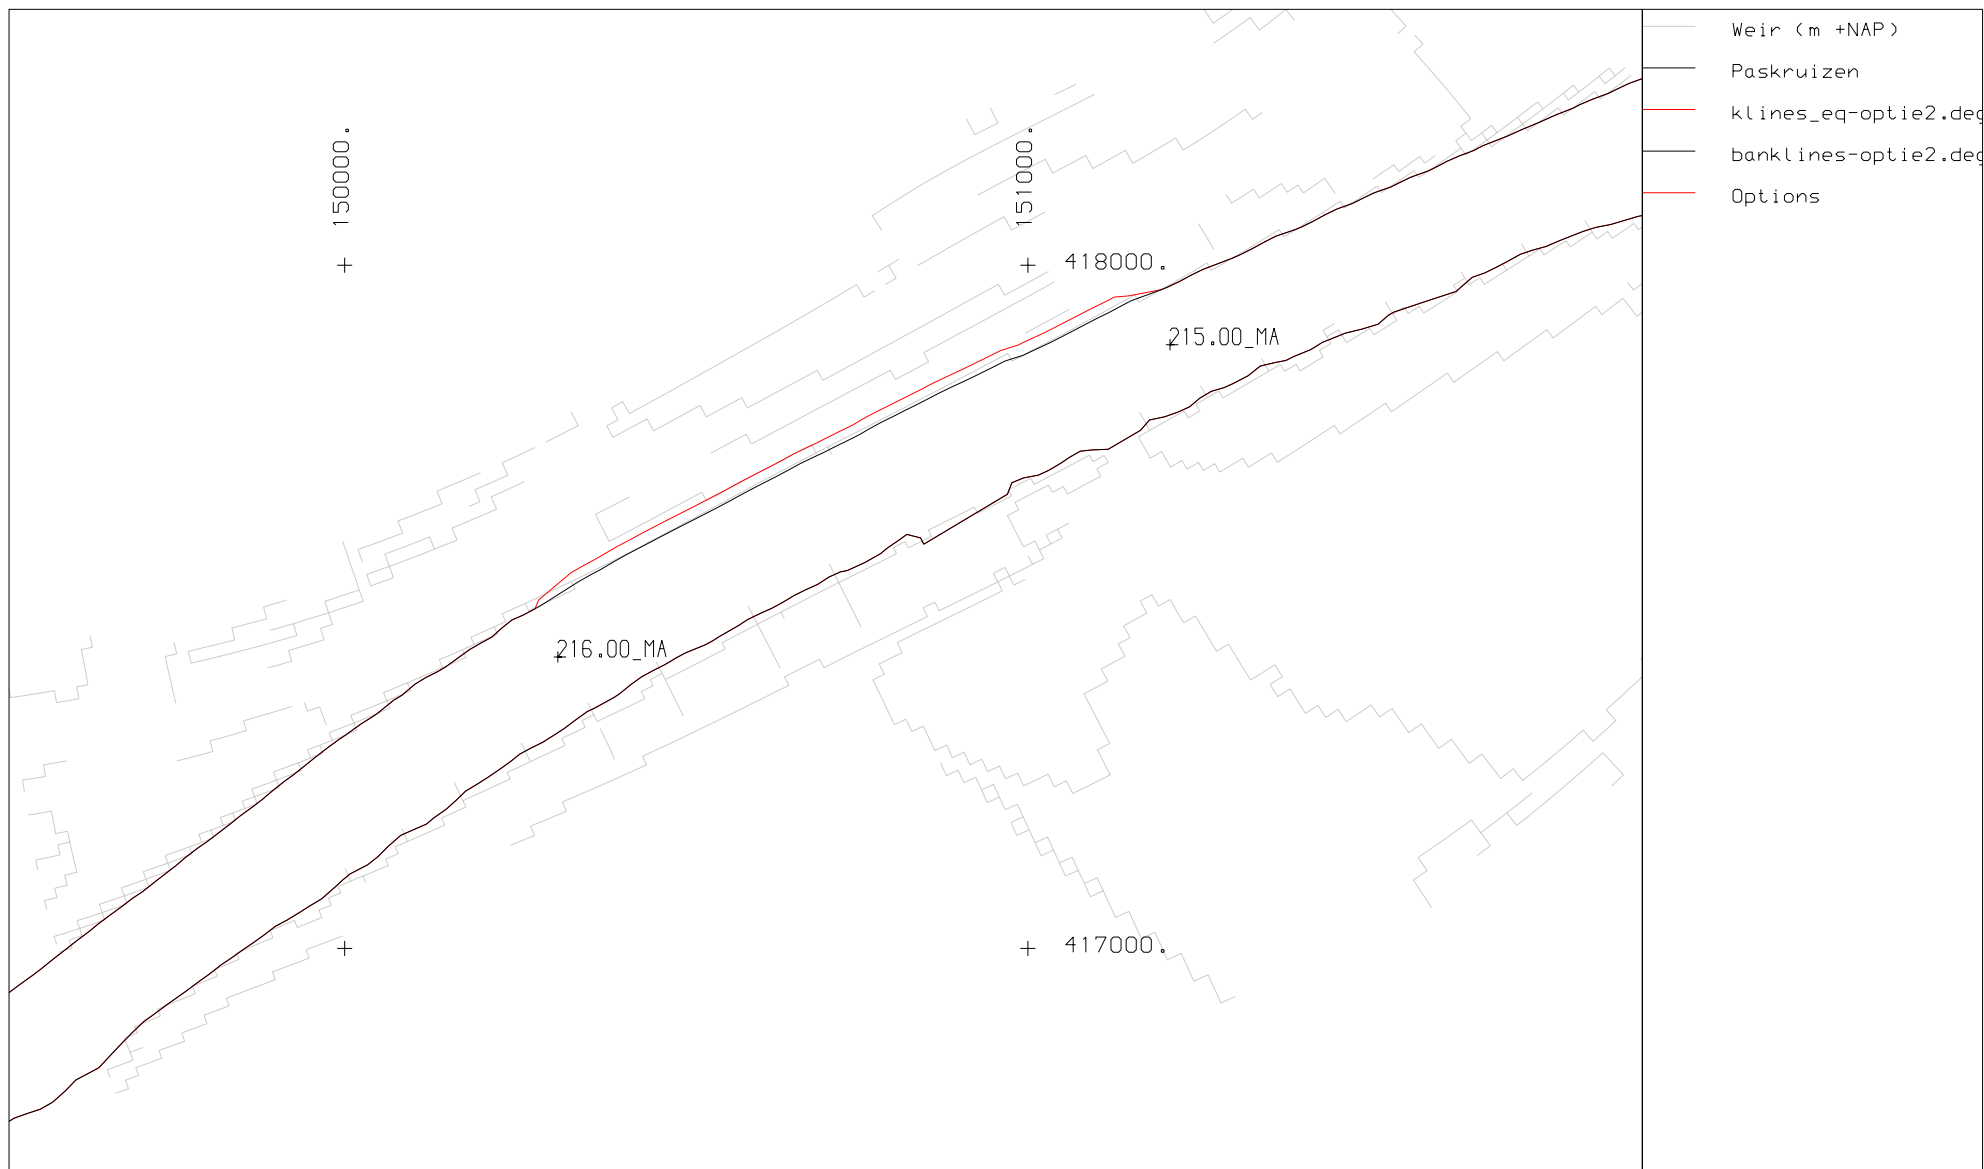 Weir (m +NAP)
Paskruizen
klines_eq-optie2.deg
banklines-optie2.deg
Options
150000.
151000.
418000.
215.00_MA
216.00_MA
417000.